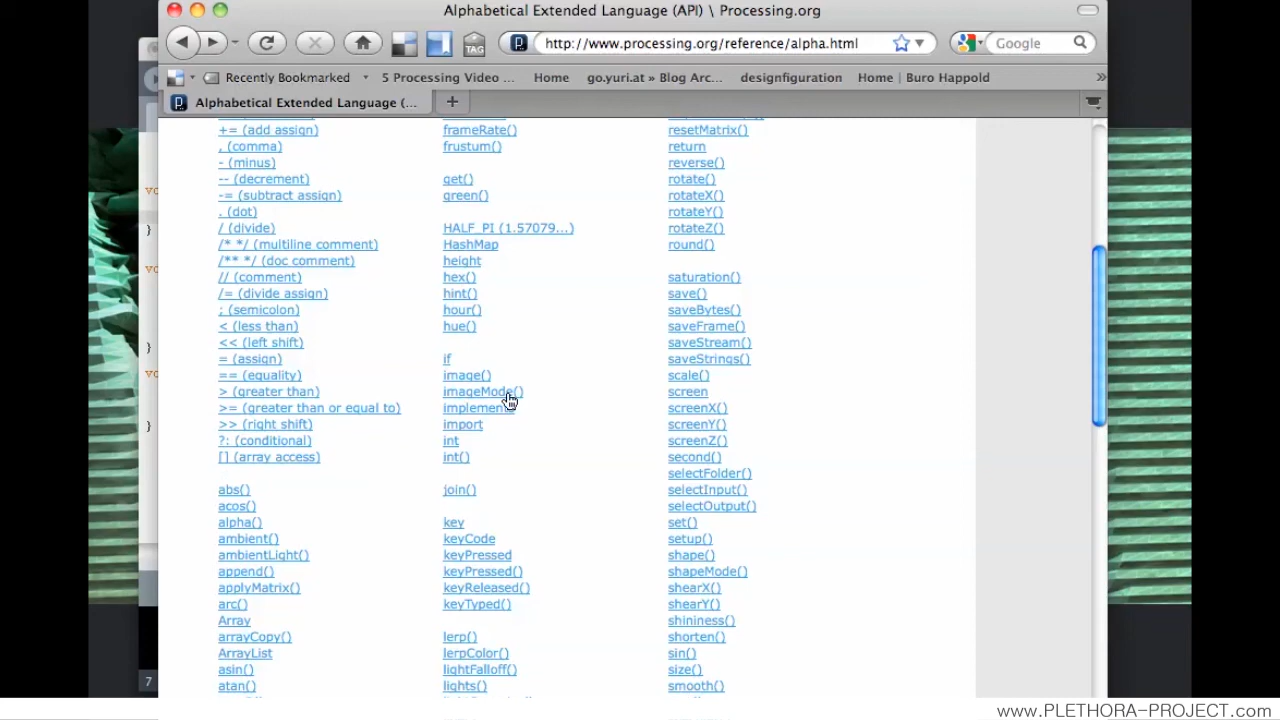 Alphabetical Extended Language (API) \ Processing.org
TAG
http://www.processing.org/reference/alpha.html
Google
Recently Bookmarked
5 Processing Video ...
Home
go.yuri.at » Blog Arc...
designfiguration
Home | Buro Happold
»
Alphabetical Extended Language (...
+
+= (add assign)
, (comma)
- (minus)
-- (decrement)
-= (subtract assign)
. (dot)
/ (divide)
/* */ (multiline comment)
/** */ (doc comment)
// (comment)
/= (divide assign)
; (semicolon)
< (less than)
<< (left shift)
= (assign)
== (equality)
> (greater than)
>= (greater than or equal to)
>> (right shift)
?: (conditional)
[] (array access)
abs()
acos()
alpha()
ambient()
ambientLight()
append()
applyMatrix()
arc()
Array
arrayCopy()
ArrayList
asin()
atan()
frameRate()
frustum()
get()
green()
HALF_PI (1.57079...)
HashMap
height
hex()
hint()
hour()
hue()
if
image()
imageMode()
implements
import
int
int()
join()
key
keyCode
keyPressed
keyPressed()
keyReleased()
keyTyped()
lerp()
lerpColor()
lightFalloff()
lights()
resetMatrix()
return
reverse()
rotate()
rotateX()
rotateY()
rotateZ()
round()
saturation()
save()
saveBytes()
saveFrame()
saveStream()
saveStrings()
scale()
screen
screenX()
screenY()
screenZ()
second()
selectFolder()
selectInput()
selectOutput()
set()
setup()
shape()
shapeMode()
shearX()
shearY()
shininess()
shorten()
sin()
size()
smooth()
vo
}
vo
}
vo
}
7
www.PLETHORA-PROJECT.com